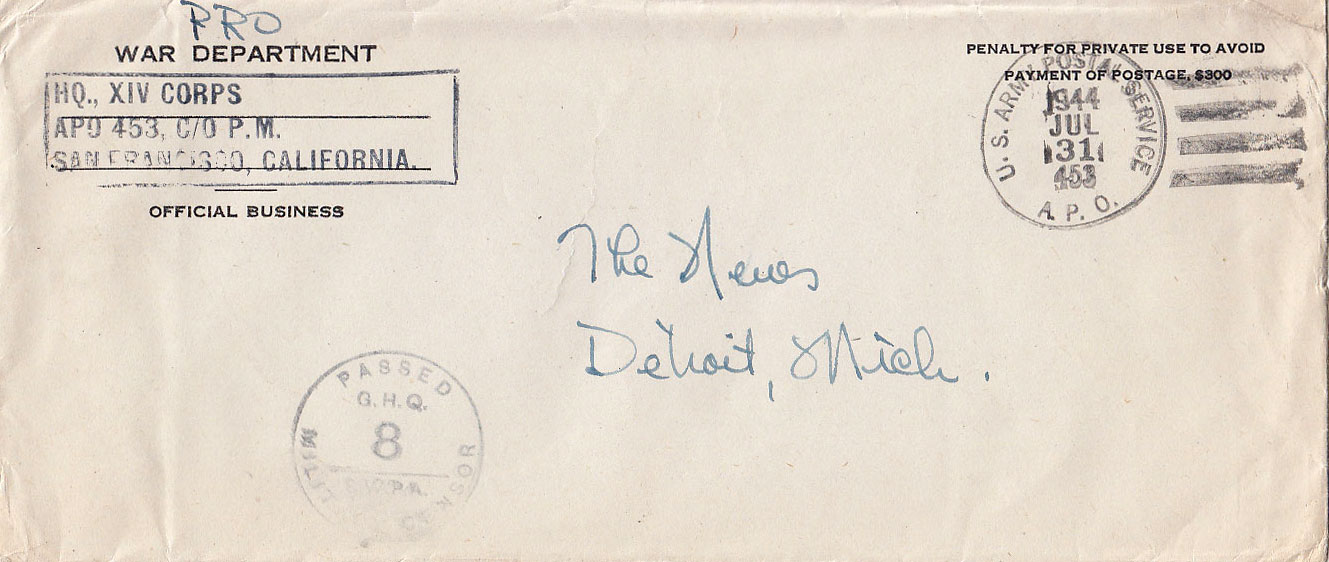 PRO
WAR DEPARTMENT
HQ., XIV CORPS
APO 453, C/O P.M.
SAN FRANCISCO, CALIFORNIA.
OFFICIAL BUSINESS
PENALTY FOR PRIVATE USE TO AVOID
PAYMENT OF POSTAGE, $300
U. S. ARMY POSTAL SERVICE
1944
JUL
31
453
A. P. O.
The News
Detroit, Mich.
PASSED
G.H.Q.
8
CENSOR